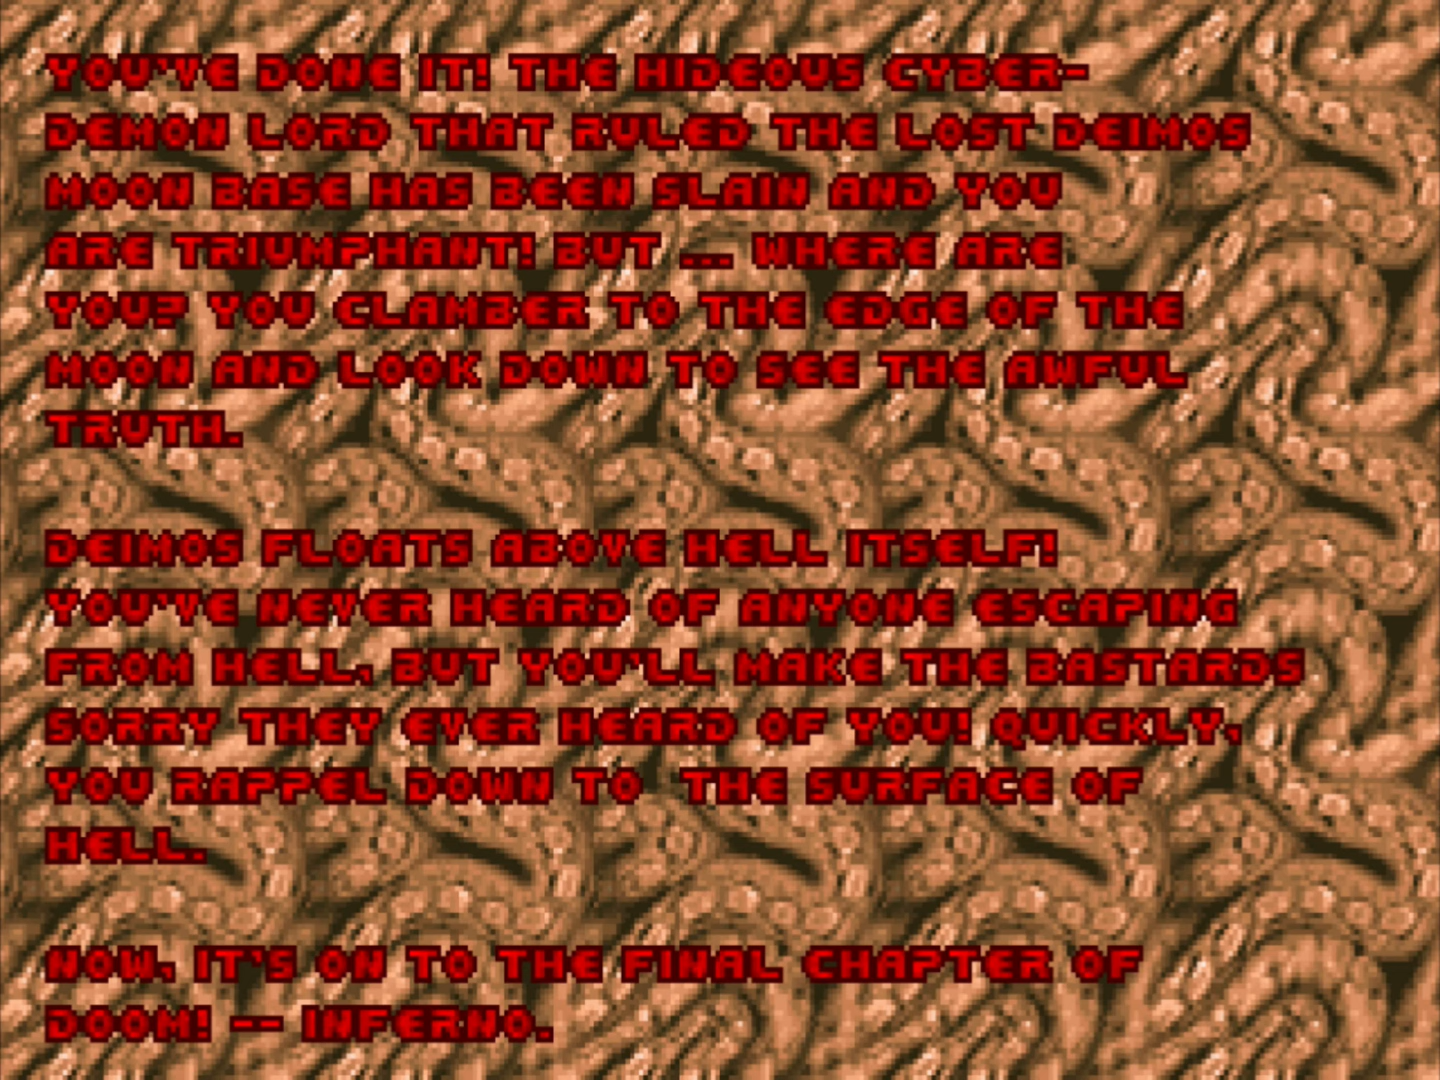 YOU'VE DONE IT! THE HIDEOUS CYBER-
DEMON LORD THAT RULED THE LOST DEIMOS
MOON BASE HAS BEEN SLAIN AND YOU
ARE TRIUMPHANT! BUT ... WHERE ARE
YOU? YOU CLAMBER TO THE EDGE OF THE
MOON AND LOOK DOWN TO SEE THE AWFUL
TRUTH.
DEIMOS FLOATS ABOVE HELL ITSELF!
YOU'VE NEVER HEARD OF ANYONE ESCAPING
FROM HELL, BUT YOU'LL MAKE THE BASTARDS
SORRY THEY EVER HEARD OF YOU! QUICKLY,
YOU RAPPEL DOWN TO  THE SURFACE OF
HELL.
NOW, IT'S ON TO THE FINAL CHAPTER OF
DOOM! -- INFERNO.